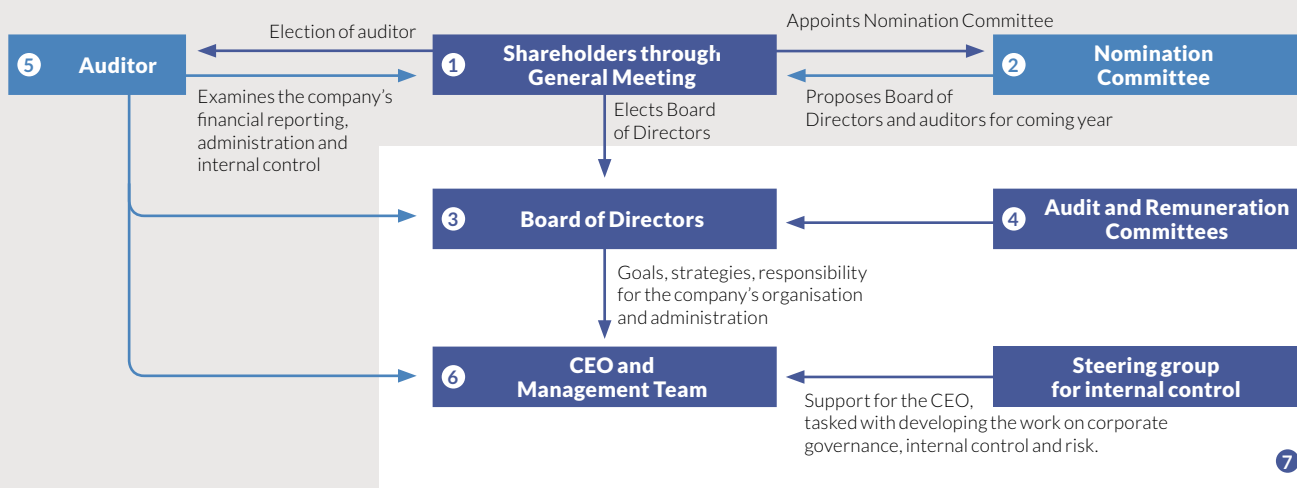 Election of auditor
Appoints Nomination Committee
5 Auditor
1 Shareholders through
General Meeting
2 Nomination
Committee
Examines the company’s
financial reporting,
administration and
internal control
Elects Board
of Directors
Proposes Board of
Directors and auditors for coming year
3 Board of Directors
4 Audit and Remuneration
Committees
Goals, strategies, responsibility
for the company’s organisation
and administration
6 CEO and
Management Team
Steering group
for internal control
Support for the CEO,
tasked with developing the work on corporate
governance, internal control and risk.
7